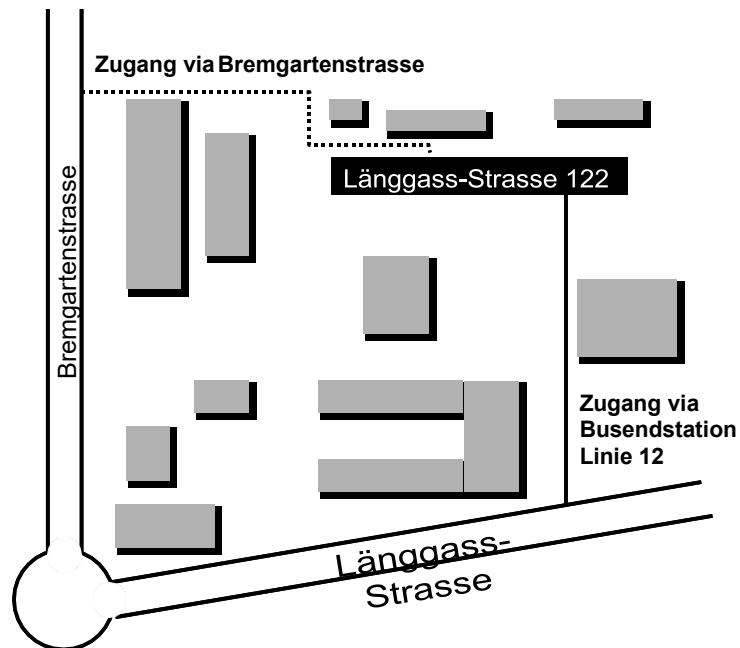 Zugang via Bremgartenstrasse
Länggass-Strasse 122
Bremgartenstrasse
Zugang via
Busendstation
Linie 12
Länggass-
Strasse